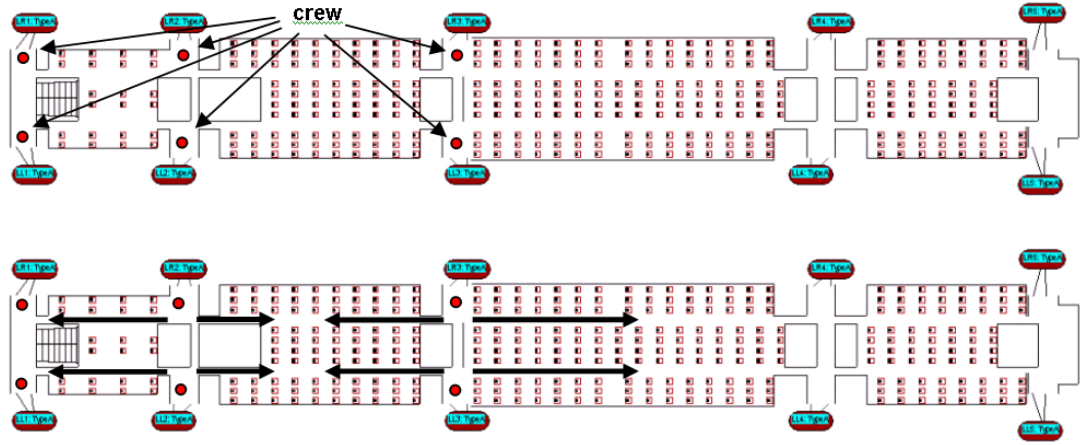 crew
LR1: TypeA
LR2: TypeA
LR3: TypeA
LR4: TypeA
LR5: TypeA
LL1: TypeA
LL2: TypeA
LL3: TypeA
LL4: TypeA
LL5: TypeA
LR1: TypeA
LR2: TypeA
LR3: TypeA
LR4: TypeA
LR5: TypeA
LL1: TypeA
LL2: TypeA
LL3: TypeA
LL4: TypeA
LL5: TypeA